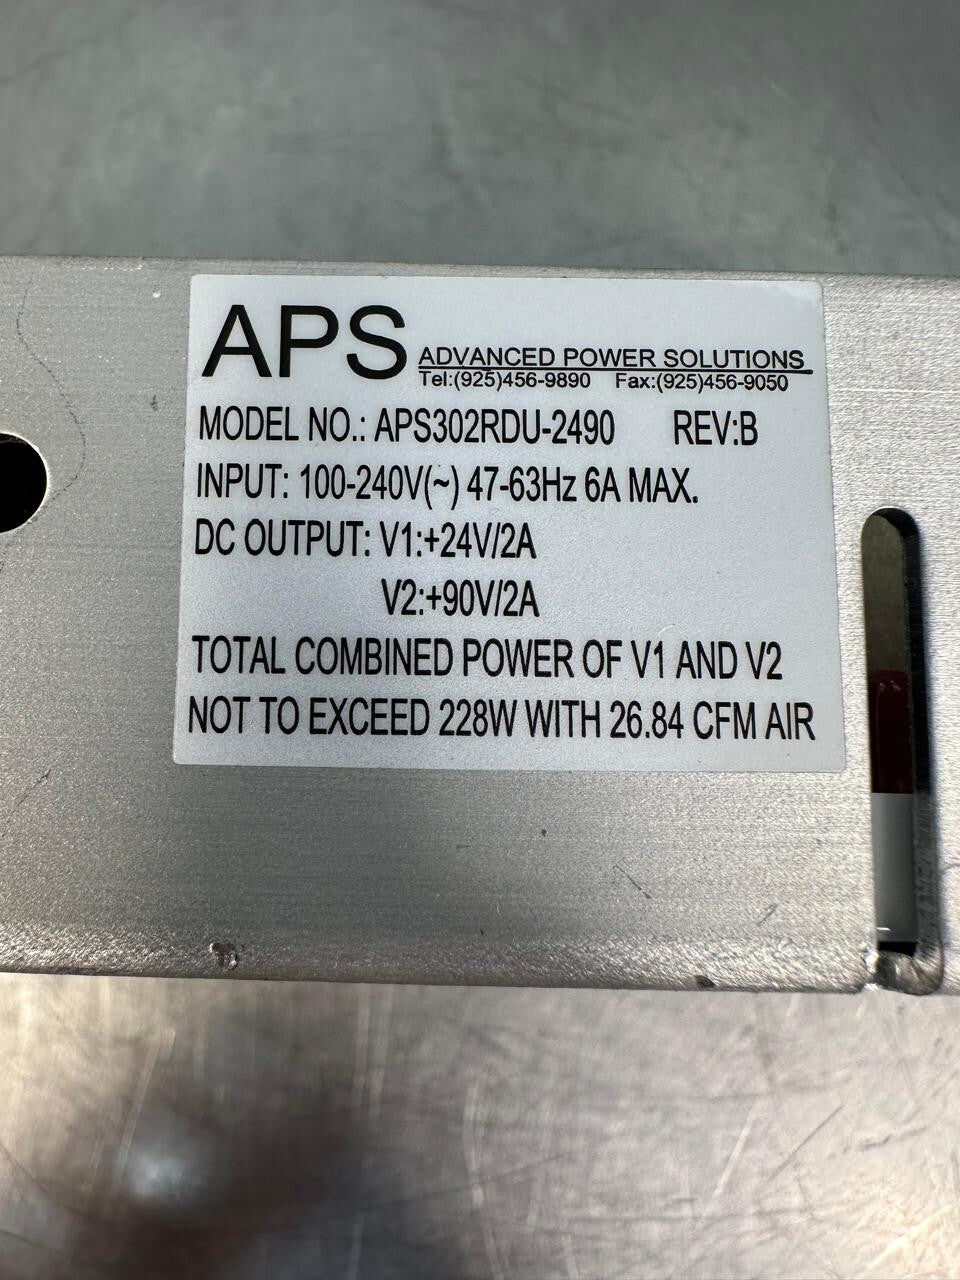 APS ADVANCED POWER SOLUTIONS
Tel:(925)456-9890 Fax:(925)456-9050
MODEL NO.: APS302RDU-2490 REV:B
INPUT: 100-240V(~) 47-63Hz 6A MAX.
DC OUTPUT: V1:+24V/2A
V2:+90V/2A
TOTAL COMBINED POWER OF V1 AND V2
NOT TO EXCEED 228W WITH 26.84 CFM AIR